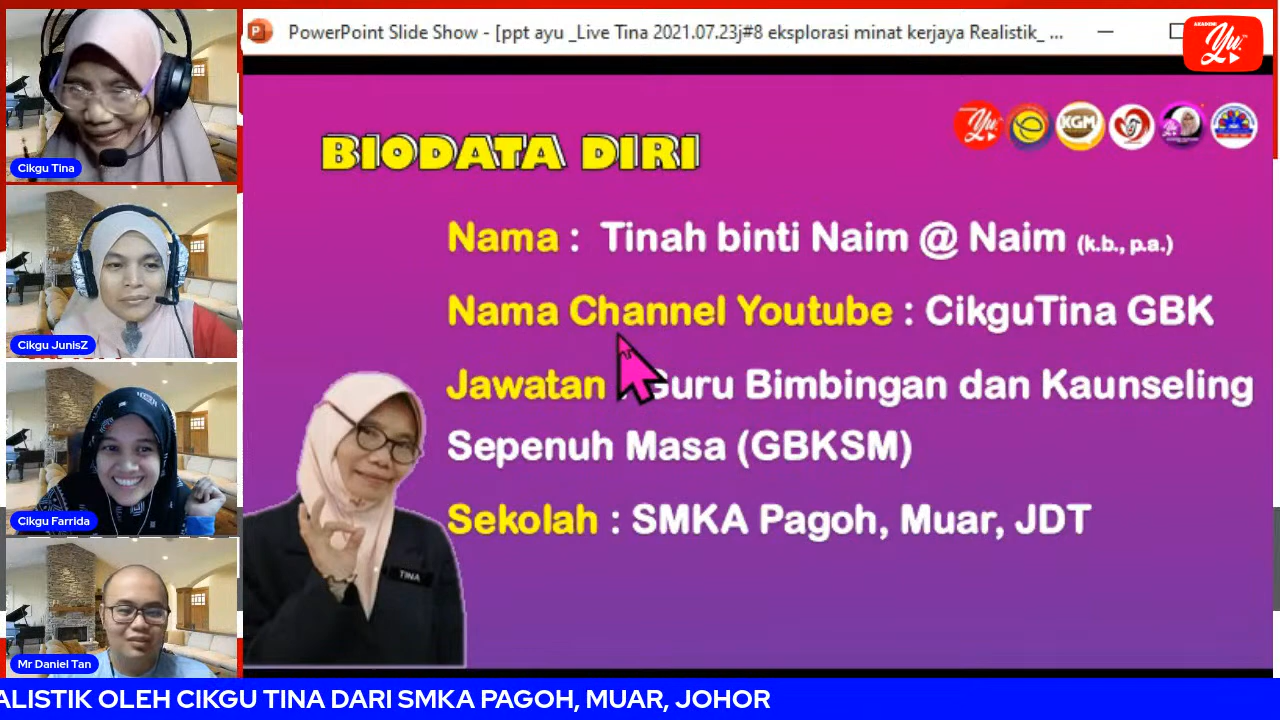 PowerPoint Slide Show - [ppt ayu _Live Tina 2021.07.23j#8 eksplorasi minat kerjaya Realistik_ ...
AKADEMI
Yu
BIODATA DIRI
XGM
Nama : Tinah binti Naim @ Naim (k.b., p.a.)
Nama Channel Youtube : CikguTina GBK
Jawatan : Guru Bimbingan dan Kaunseling
Sepenuh Masa (GBKSM)
Sekolah : SMKA Pagoh, Muar, JDT
TINA
Cikgu Tina
Cikgu JunisZ
Cikgu Farrida
Mr Daniel Tan
ALISTIK OLEH CIKGU TINA DARI SMKA PAGOH, MUAR, JOHOR